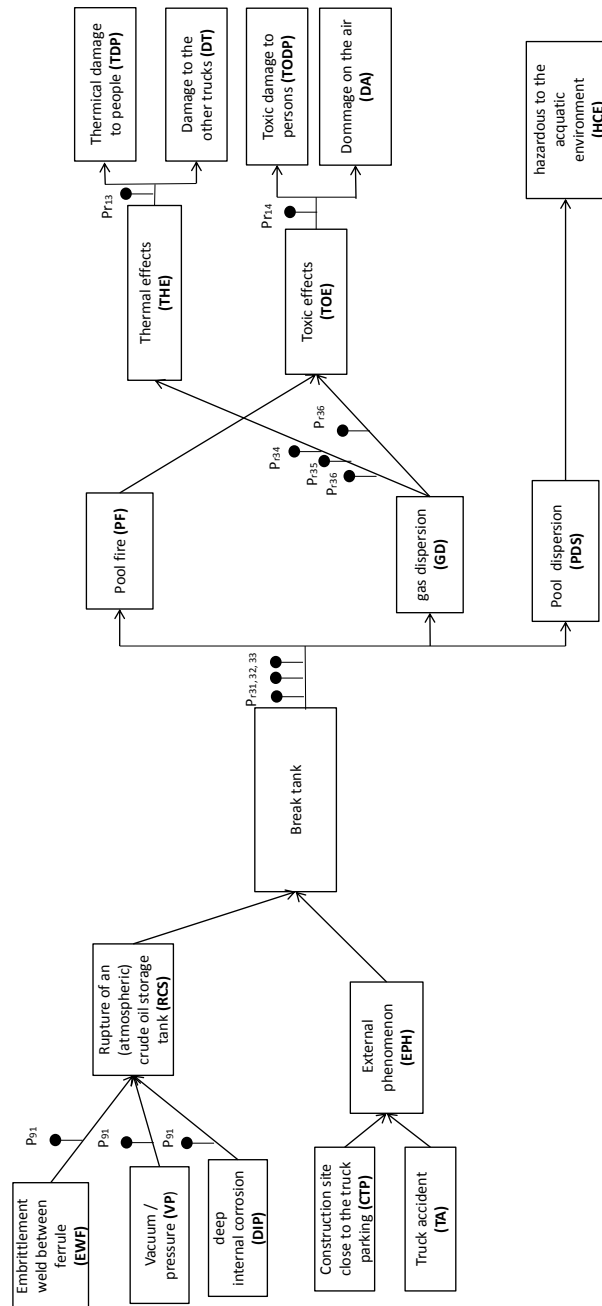 Embrittlement
weld between
ferrule
(EWF)
Vacuum /
pressure (VP)
deep
internal corrosion
(DIP)
Construction site
close to the truck
parking (CTP)
Truck accident
(TA)
P91
P91
P91
Rupture of an
(atmospheric)
crude oil storage
tank (RCS)
External
phenomenon
(EPH)
Break tank
Pr31, 32, 33
Pool fire (PF)
gas dispersion
(GD)
Pool dispersion
(PDS)
Pr34
Pr35
Pr36
Pr36
Thermal effects
(THE)
Toxic effects
(TOE)
Pr13
Pr14
Thermical damage
to people (TDP)
Damage to the
other trucks (DT)
Toxic damage to
persons (TODP)
Dommage on the air
(DA)
hazardous to the
acquatic
environment
(HCE)